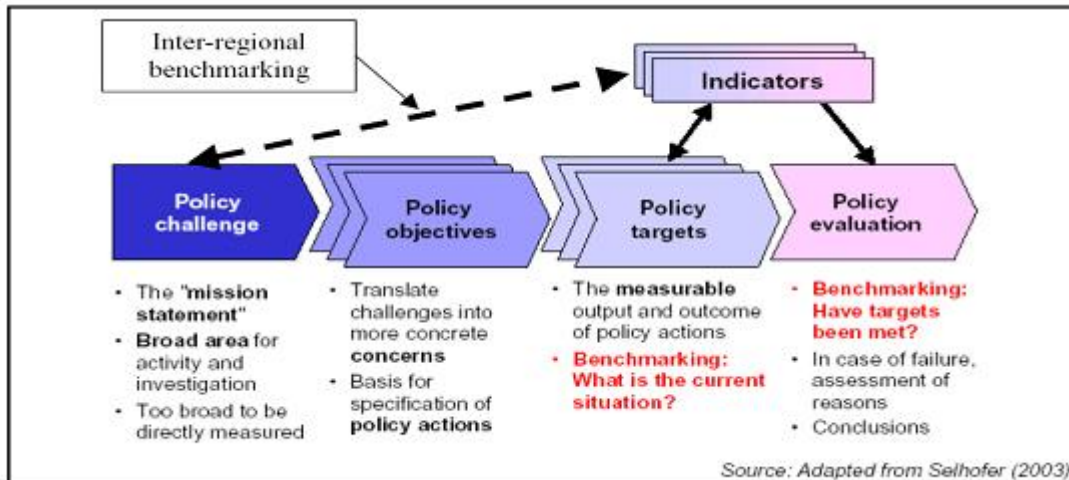 Inter-regional
benchmarking
Indicators
Policy
challenge
Policy
objectives
Policy
targets
Policy
evaluation
• The "mission
statement"
• Broad area for
activity and
investigation
• Too broad to be
directly measured
• Translate
challenges into
more concrete
concerns
• Basis for
specification of
policy actions
• The measurable
output and outcome
of policy actions
• Benchmarking:
What is the current
situation?
• Benchmarking:
Have targets
been met?
• In case of failure,
assessment of
reasons
• Conclusions
Source: Adapted from Selhofer (2003)